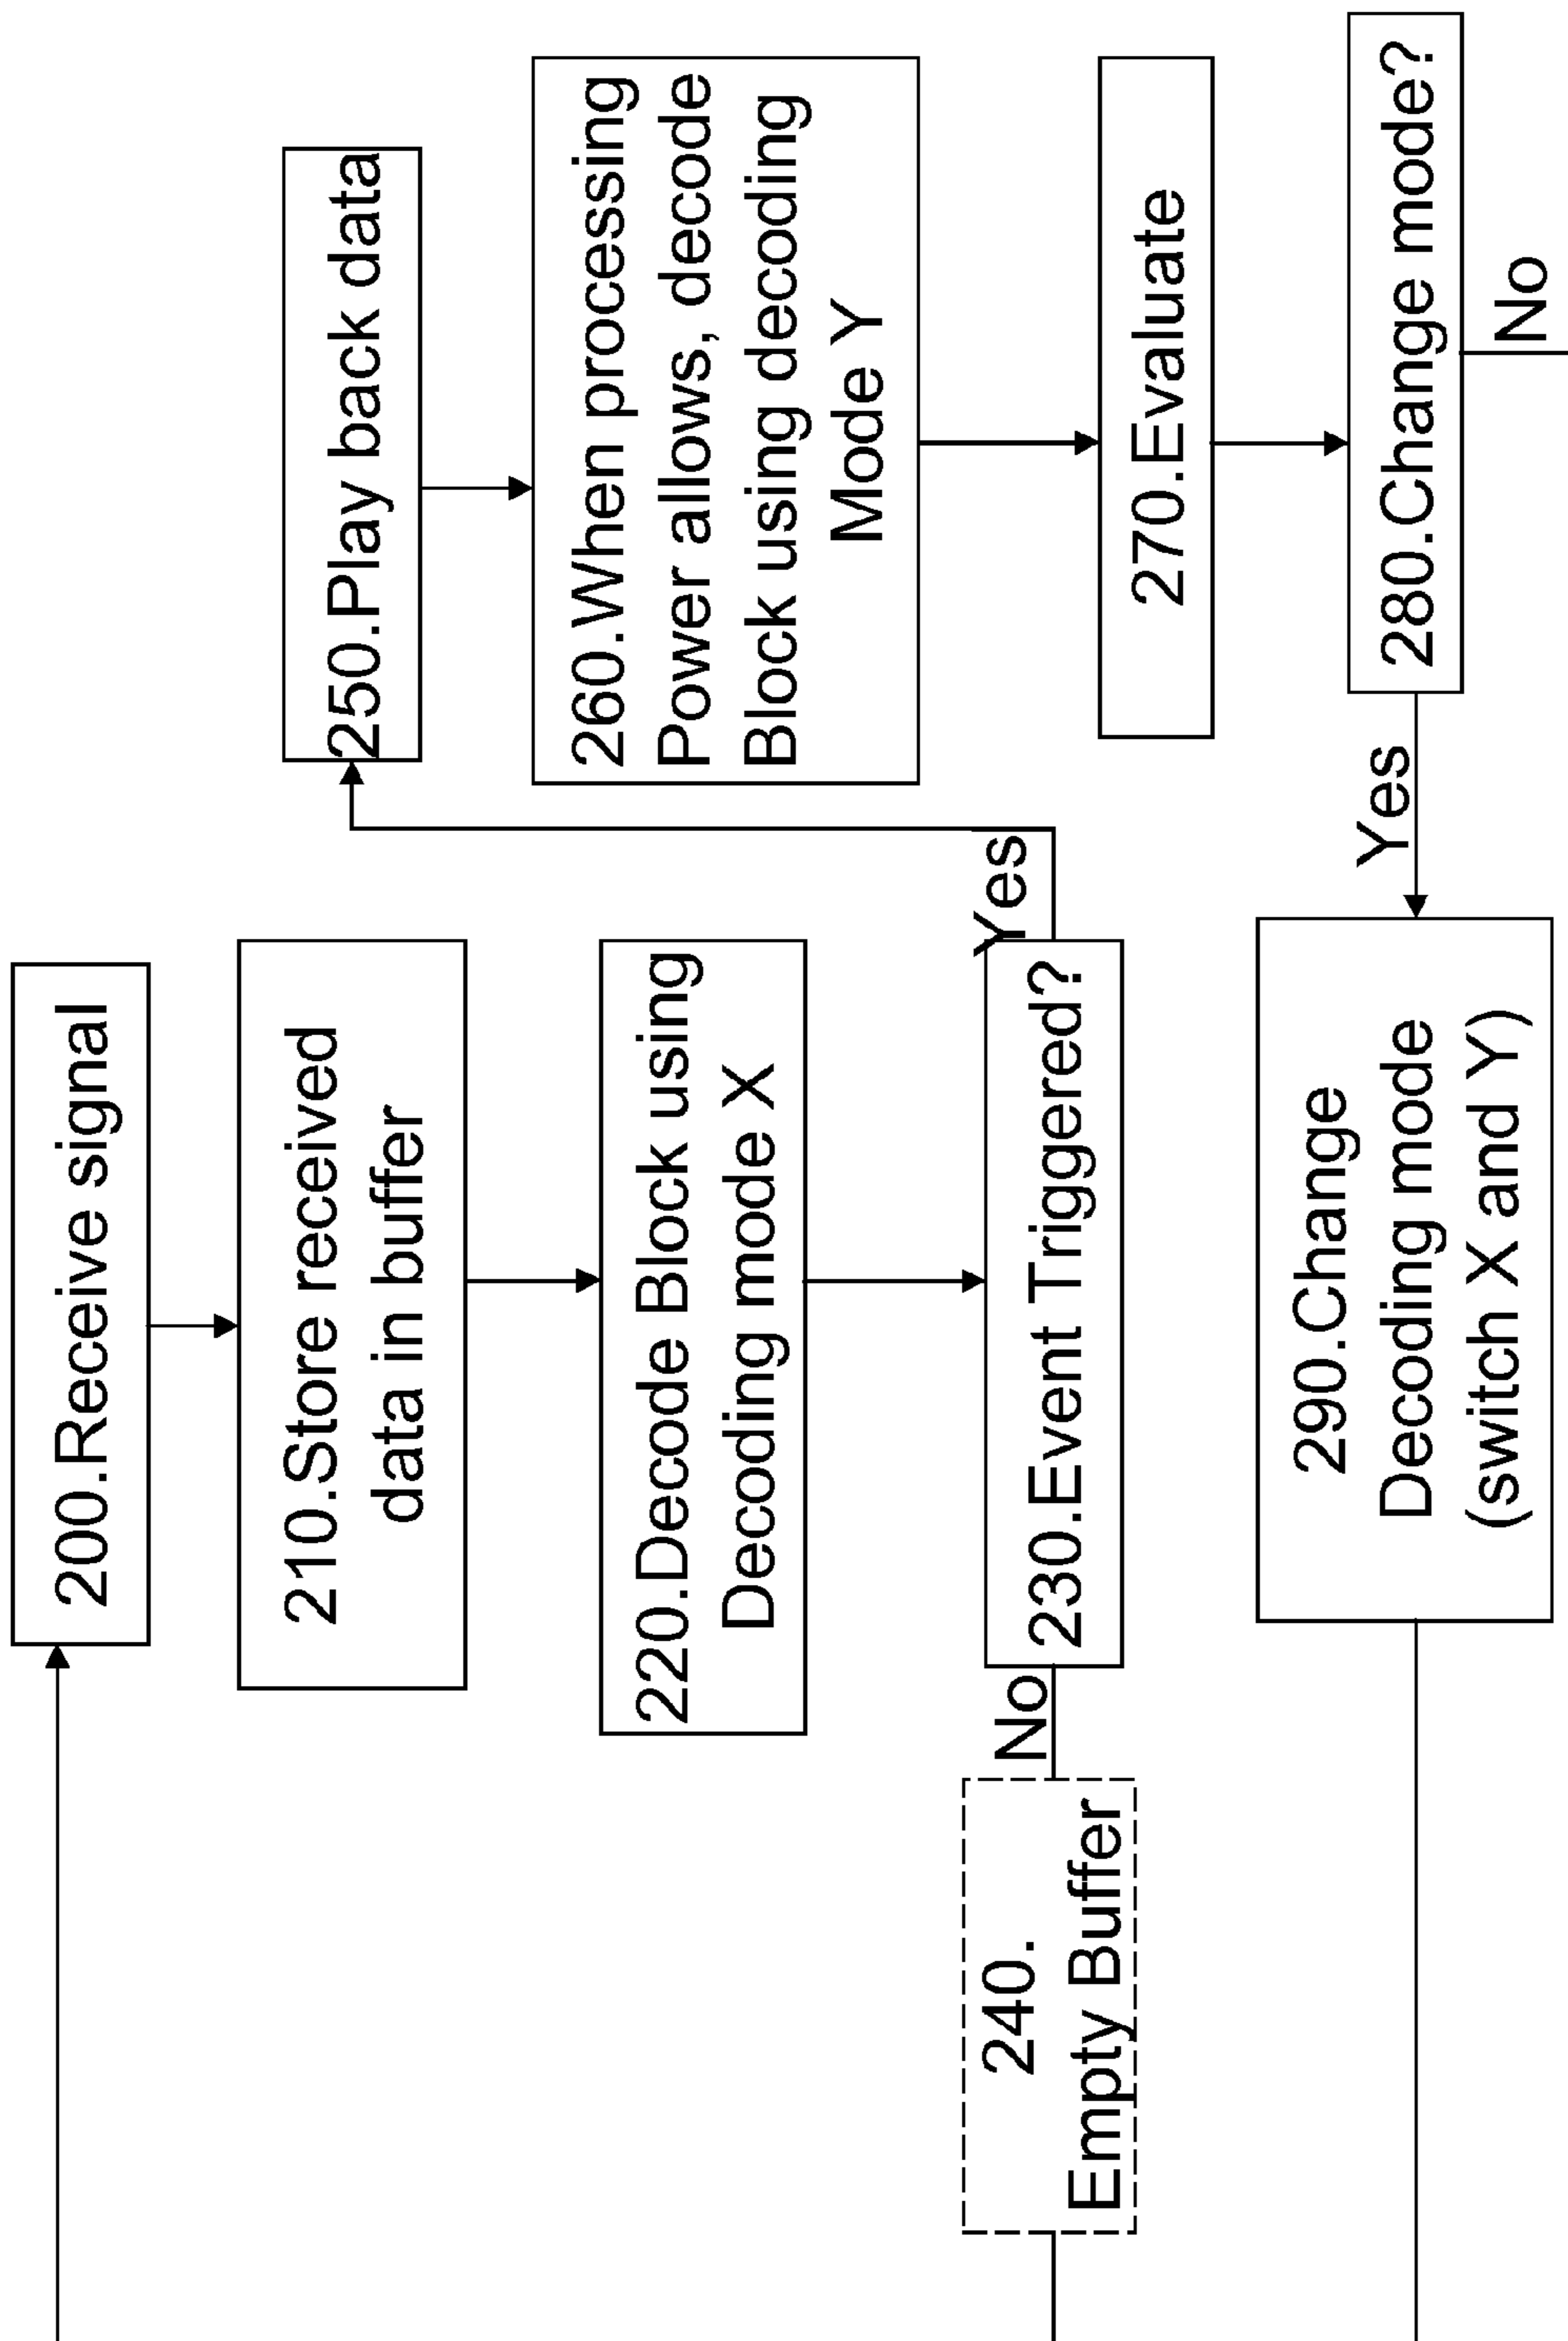 200.Receive signal
210.Store received
data in buffer
220.Decode Block using
Decoding mode X
230.Event Triggered?
No
Yes
240.
Empty Buffer
250.Play back data
260.When processing
Power allows, decode
Block using decoding
Mode Y
270.Evaluate
280.Change mode?
Yes
No
290.Change
Decoding mode
(switch X and Y)